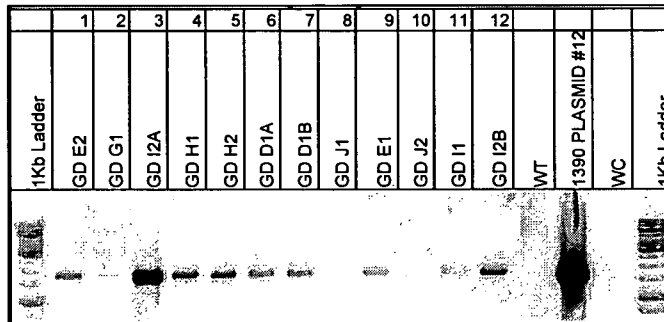 1 2 3 4 5 6 7 8 9 10 11 12
1Kb Ladder
GD E2
GD G1
GD I2A
GD H1
GD H2
GD D1A
GD D1B
GD J1
GD E1
GD J2
GD I1
GD I2B
WT
1390 PLASMID #12
WC
1Kb Ladder